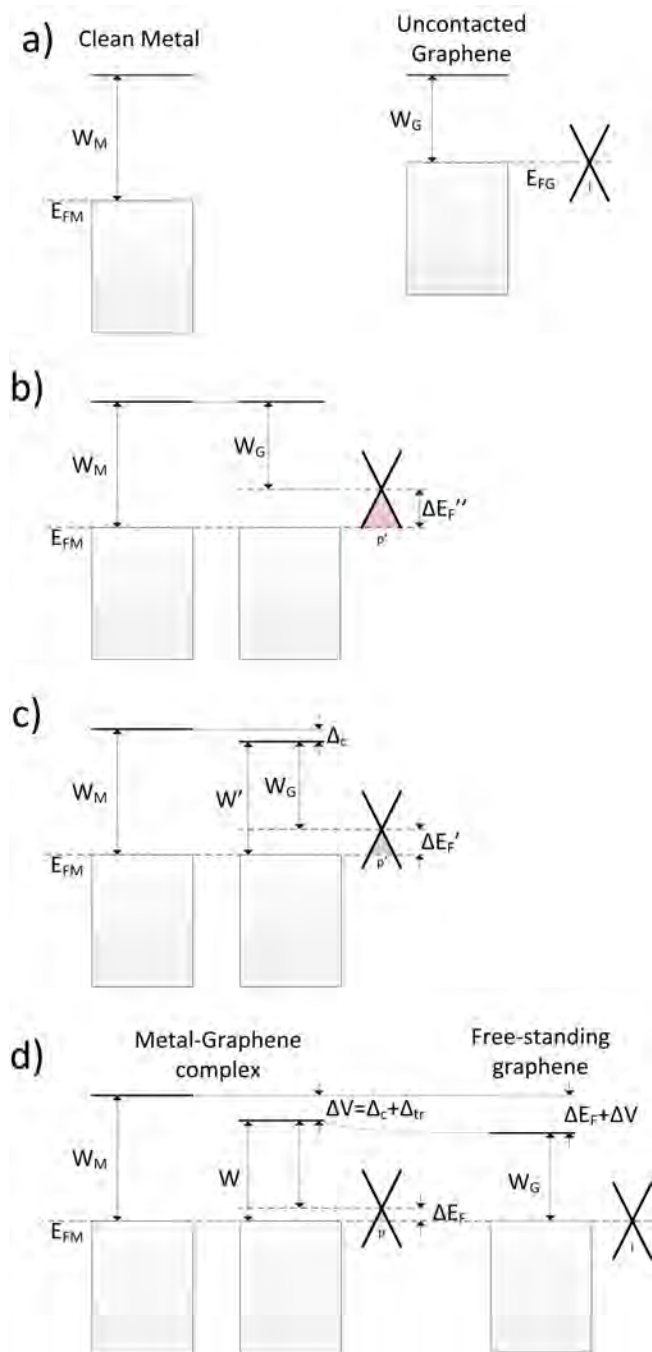 a)
Clean Metal
Uncontacted
Graphene
W_M
W_G
E_FM
E_FG
i
b)
W_M
W_G
ΔE_F''
E_FM
p'
c)
Δ_c
W_M
W'
W_G
ΔE_F'
E_FM
p'
d)
Metal-Graphene
complex
Free-standing
graphene
ΔV=Δ_c+Δ_tr
ΔE_F+ΔV
W_M
W
W_G
ΔE_F
E_FM
p
i